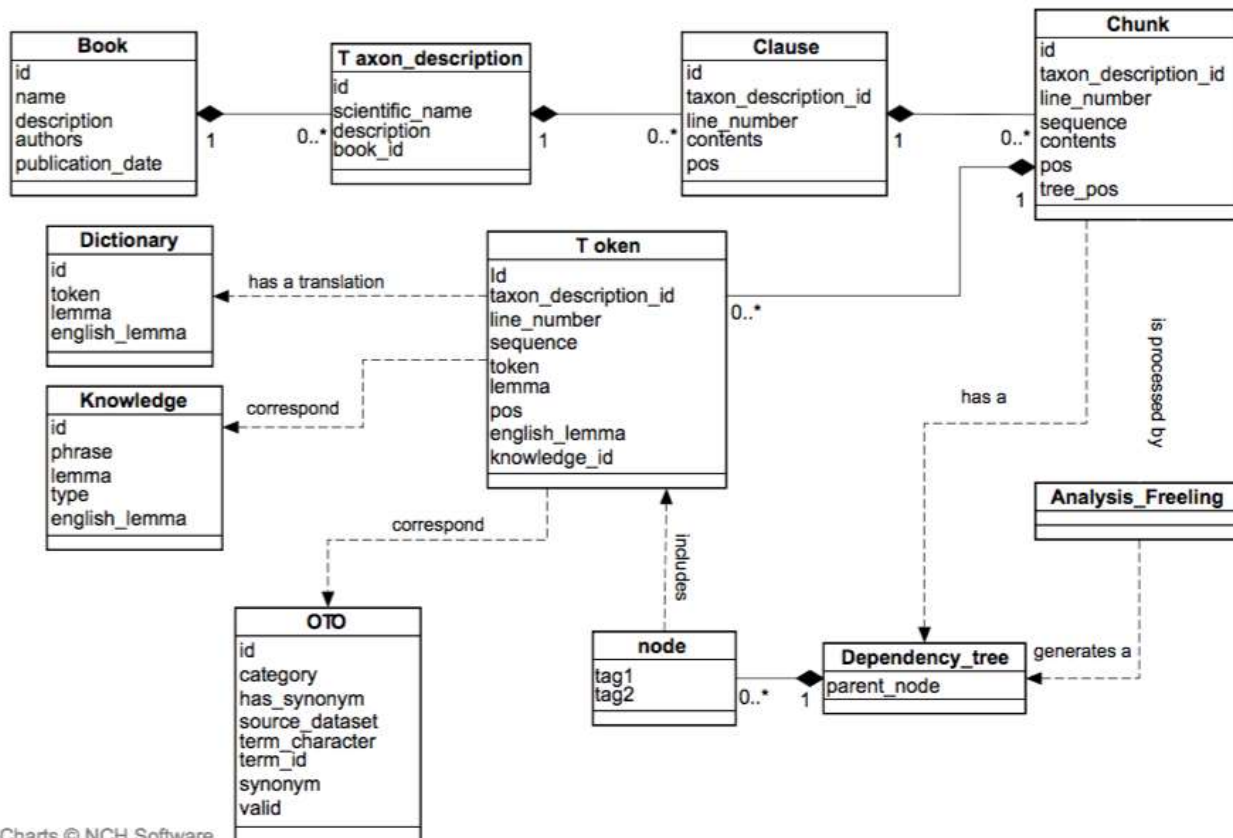 Book
id
name
description
authors
publication_date
1
0..*
T axon_description
id
scientific_name
description
book_id
1
0..*
Clause
id
taxon_description_id
line_number
contents
pos
1
0..*
Chunk
id
taxon_description_id
line_number
sequence
contents
pos
tree_pos
1
Dictionary
id
token
lemma
english_lemma
has a translation
T oken
Id
taxon_description_id
line_number
sequence
token
lemma
pos
english_lemma
knowledge_id
0..*
Knowledge
id
phrase
lemma
type
english_lemma
correspond
correspond
has a
is processed by
Analysis_Freeling
includes
OTO
id
category
has_synonym
source_dataset
term_character
term_id
synonym
valid
node
tag1
tag2
0..*
1
Dependency_tree
parent_node
generates a
Charts © NCH Software